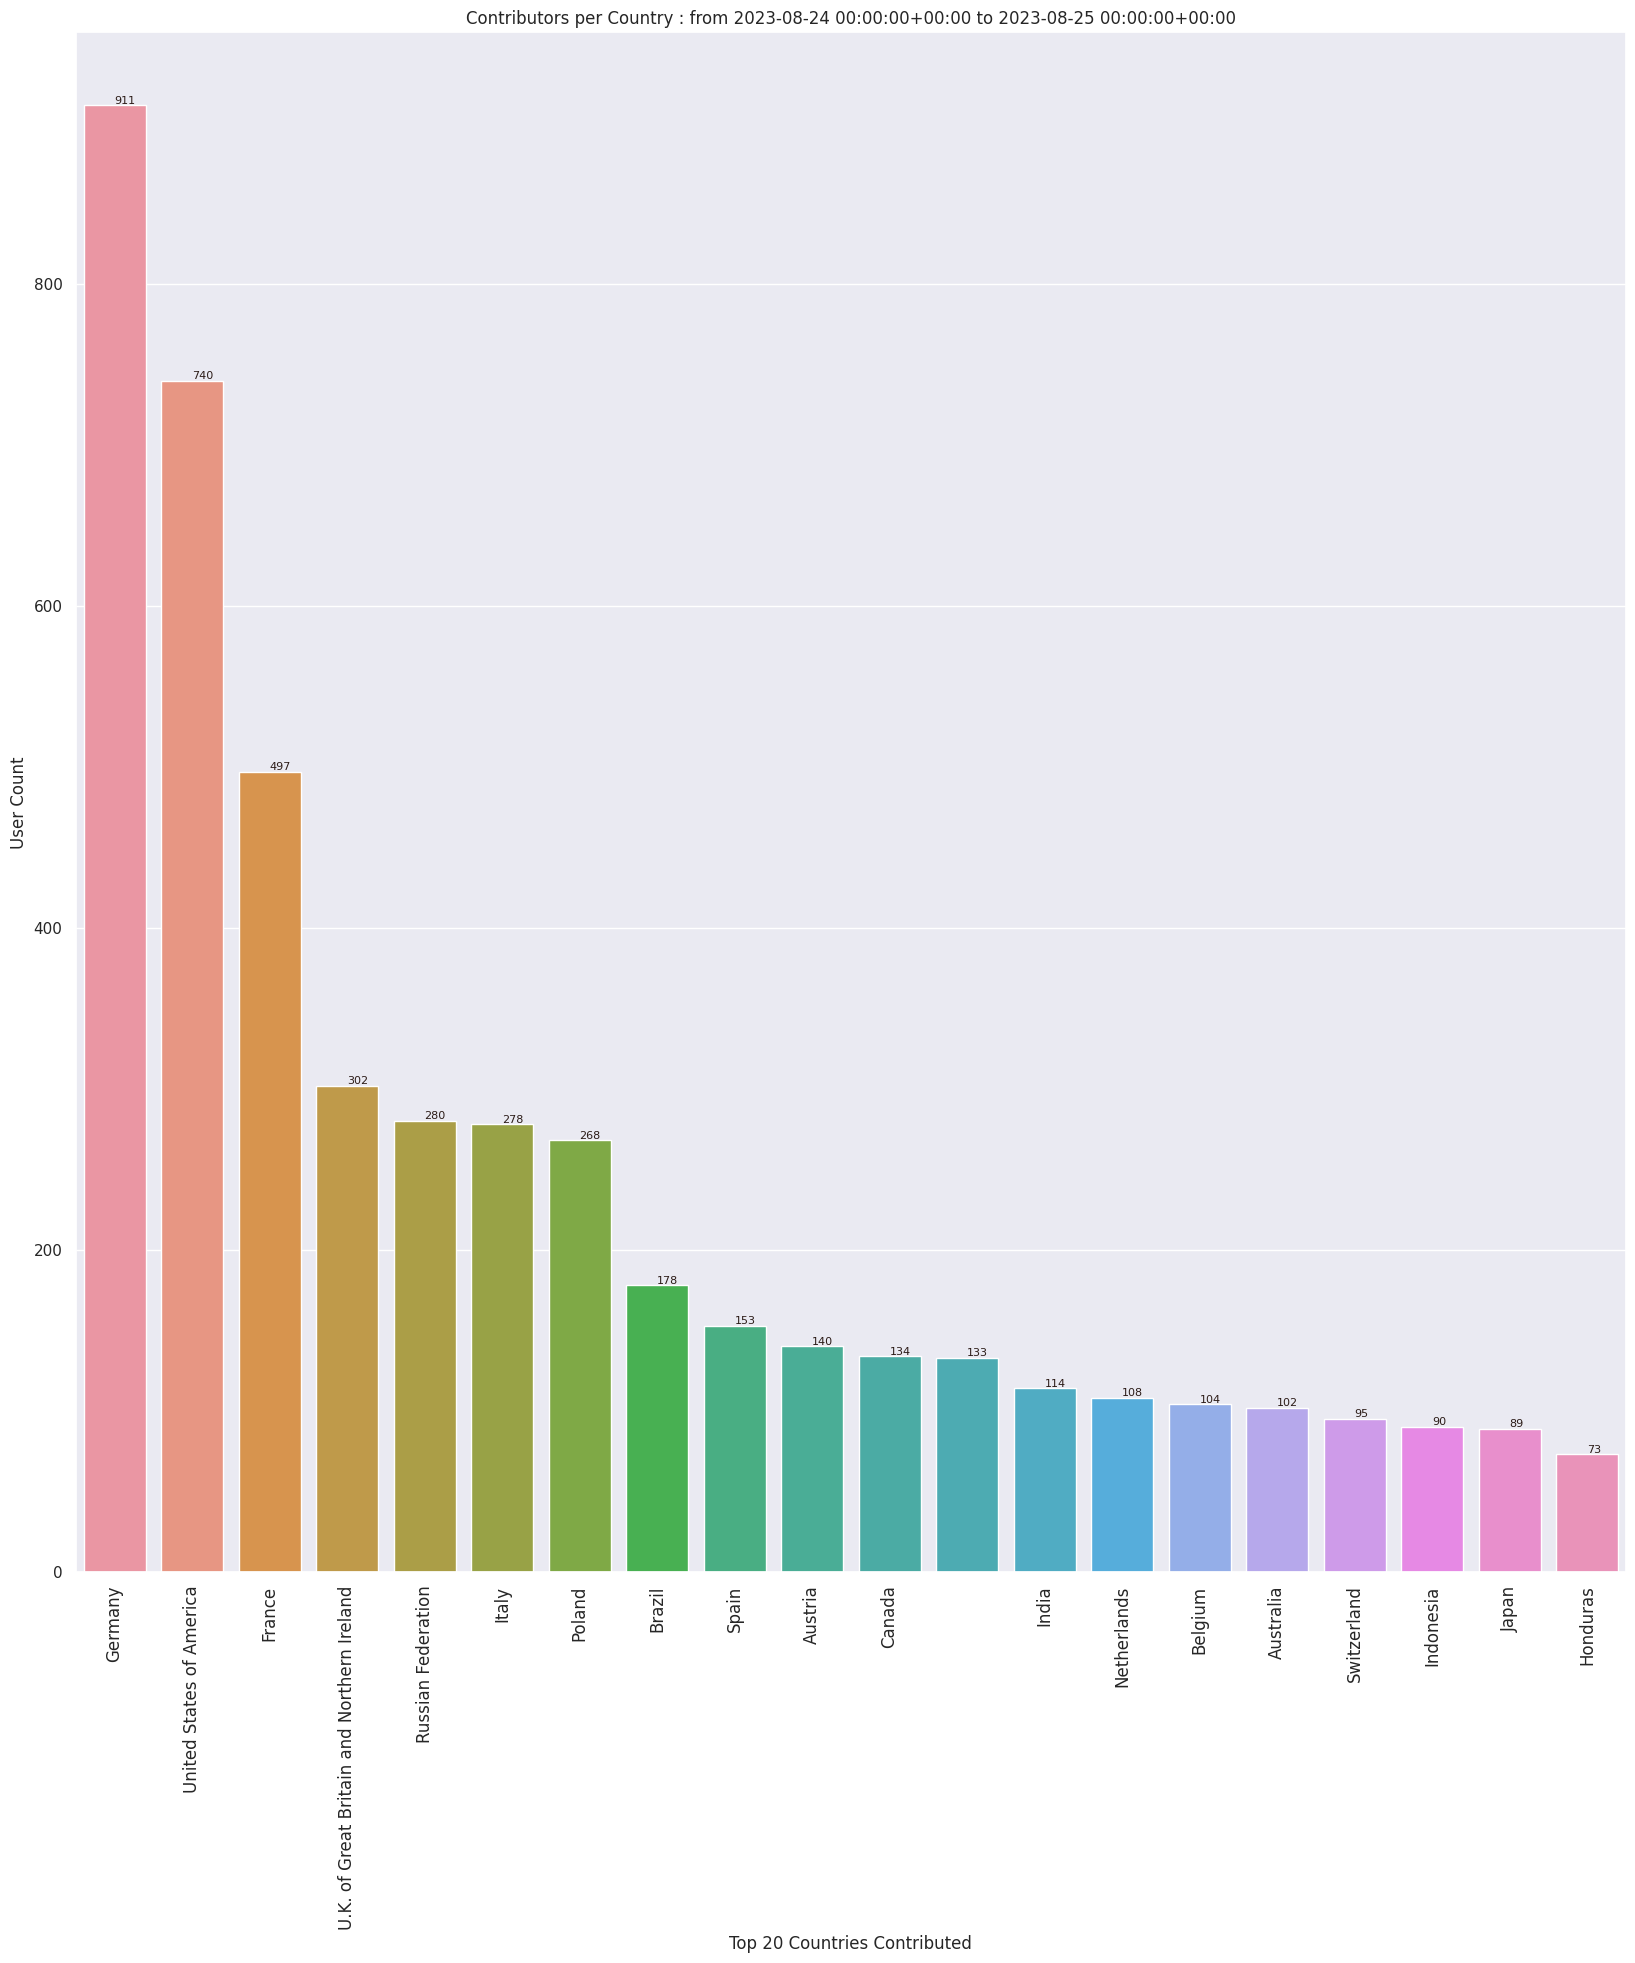 Contributors per Country : from 2023-08-24 00:00:00+00:00 to 2023-08-25 00:00:00+00:00
User Count
800
600
400
200
0
911
740
497
302
280
278
268
178
153
140
134
133
114
108
104
102
95
90
89
73
Germany
United States of America
France
U.K. of Great Britain and Northern Ireland
Russian Federation
Italy
Poland
Brazil
Spain
Austria
Canada
India
Netherlands
Belgium
Australia
Switzerland
Indonesia
Japan
Honduras
Top 20 Countries Contributed